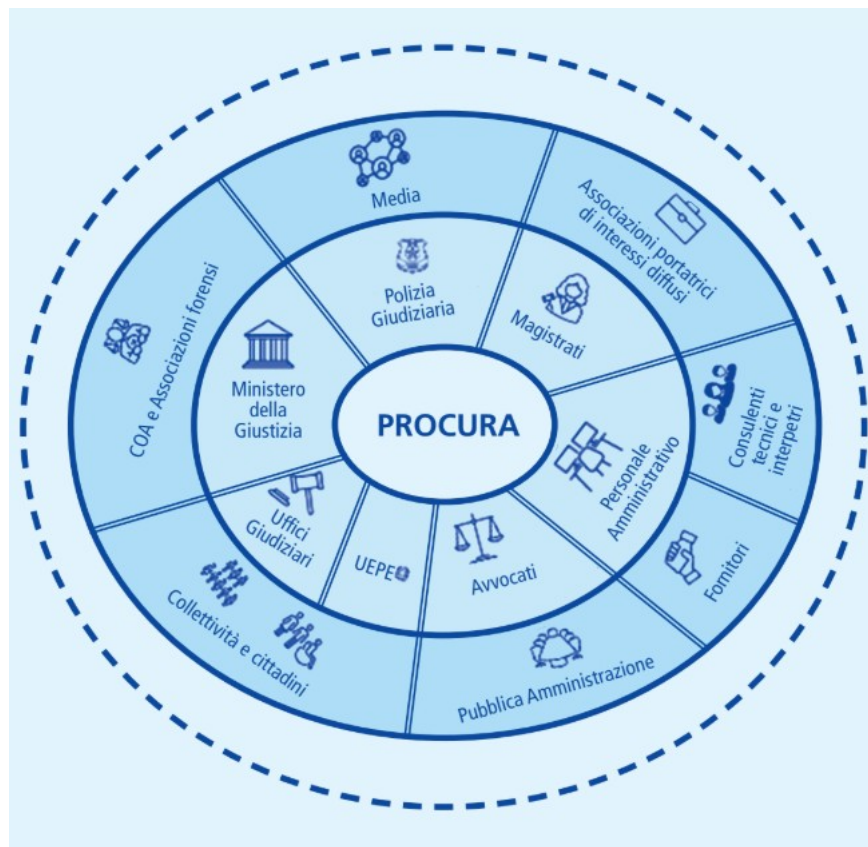 Media
Associazioni portatrici
di interessi diffusi
COA e Associazioni forensi
Polizia
Giudiziaria
Magistrati
Ministero
della
Giustizia
PROCURA
Consulenti
tecnici e
interpetri
Personale
Amministrativo
Uffici
Giudiziari
UEPE
Avvocati
Fornitori
Collettività e cittadini
Pubblica Amministrazione